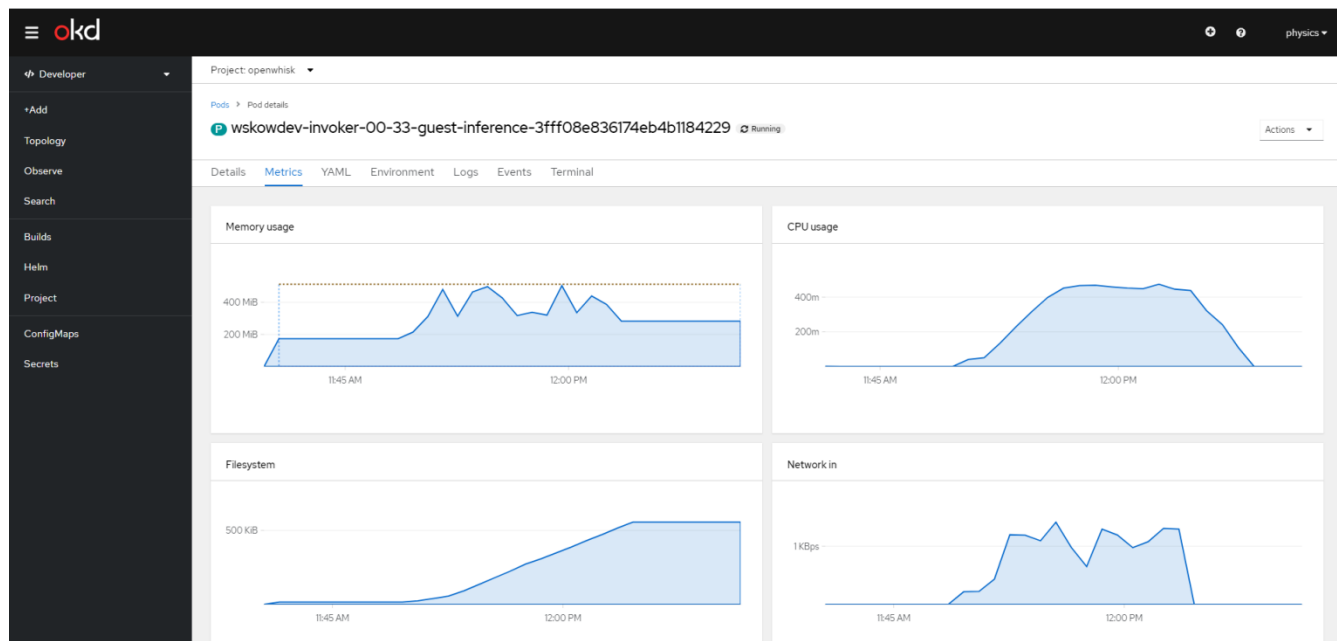 okd
physics
Developer
+Add
Topology
Observe
Search
Builds
Helm
Project
ConfigMaps
Secrets
Project: openwhisk
Pods > Pod details
P wskowdev-invoker-00-33-guest-inference-3fff08e836174eb4b1184229 Running
Actions
Details Metrics YAML Environment Logs Events Terminal
Memory usage
400 MiB
200 MiB
11:45 AM 12:00 PM
CPU usage
400m
200m
11:45 AM 12:00 PM
Filesystem
500 KiB
11:45 AM 12:00 PM
Network in
1 KBps
11:45 AM 12:00 PM